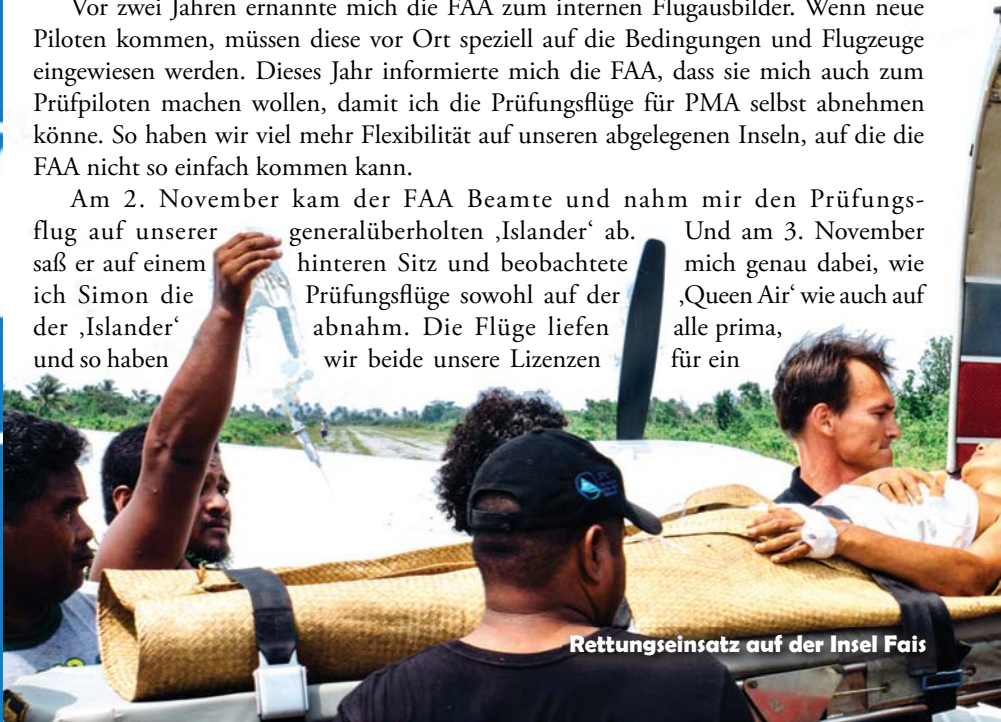 Vor zwei Jahren ernannte mich die FAA zum internen Flugausbilder. Wenn neue
Piloten kommen, müssen diese vor Ort speziell auf die Bedingungen und Flugzeuge
eingewiesen werden. Dieses Jahr informierte mich die FAA, dass sie mich auch zum
Prüfpiloten machen wollen, damit ich die Prüfungsflüge für PMA selbst abnehmen
könne. So haben wir viel mehr Flexibilität auf unseren abgelegenen Inseln, auf die die
FAA nicht so einfach kommen kann.
Am 2. November kam der FAA Beamte und nahm mir den Prüfungs-
flug auf unserer generalüberholten ‚Islander‘ ab. Und am 3. November
saß er auf einem hinteren Sitz und beobachtete mich genau dabei, wie
ich Simon die Prüfungsflüge sowohl auf der ‚Queen Air‘ wie auch auf
der ‚Islander‘ abnahm. Die Flüge liefen alle prima,
und so haben wir beide unsere Lizenzen für ein
Rettungseinsatz auf der Insel Fais